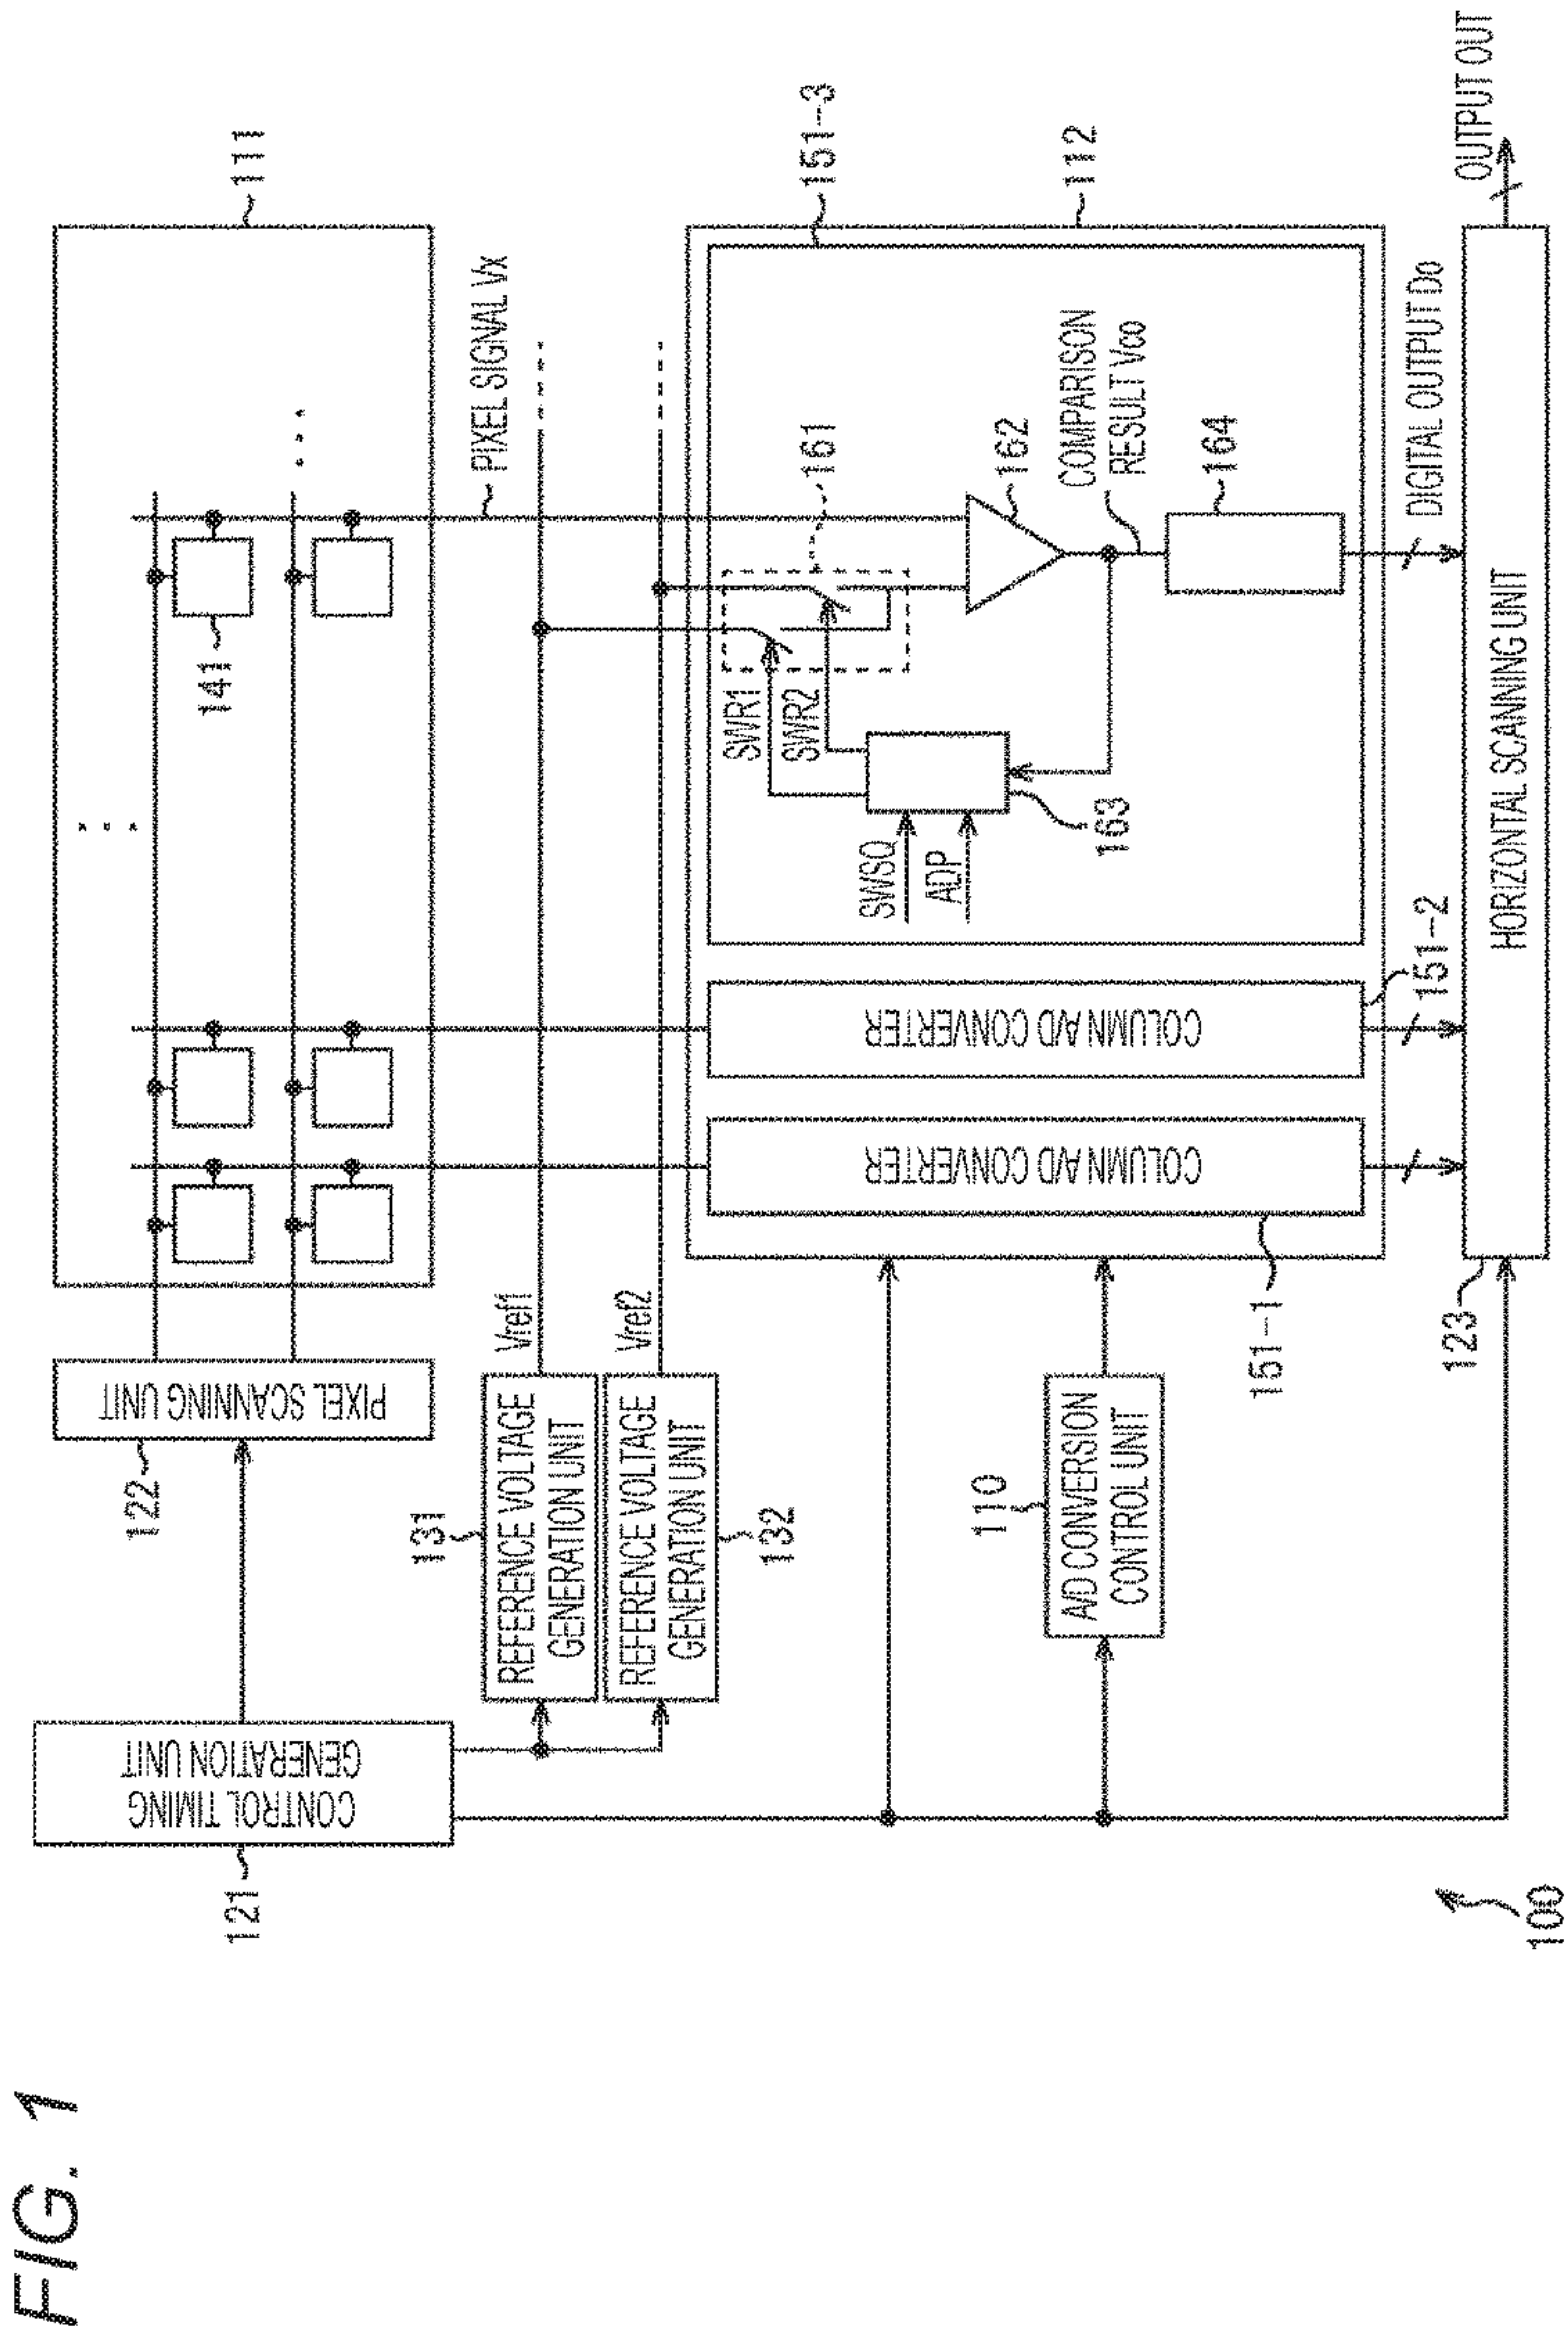 FIG. 1
121
CONTROL TIMING
GENERATION UNIT
122
PIXEL SCANNING UNIT
111
141
131
REFERENCE VOLTAGE
GENERATION UNIT
Vref1
132
REFERENCE VOLTAGE
GENERATION UNIT
Vref2
PIXEL SIGNAL Vx
110
A/D CONVERSION
CONTROL UNIT
151-1
COLUMN A/D CONVERTER
151-2
COLUMN A/D CONVERTER
151-3
112
161
SWR1
SWR2
162
SWSQ
ADP
163
COMPARISON
RESULT Vco
164
DIGITAL OUTPUT Do
123
HORIZONTAL SCANNING UNIT
OUTPUT OUT
100